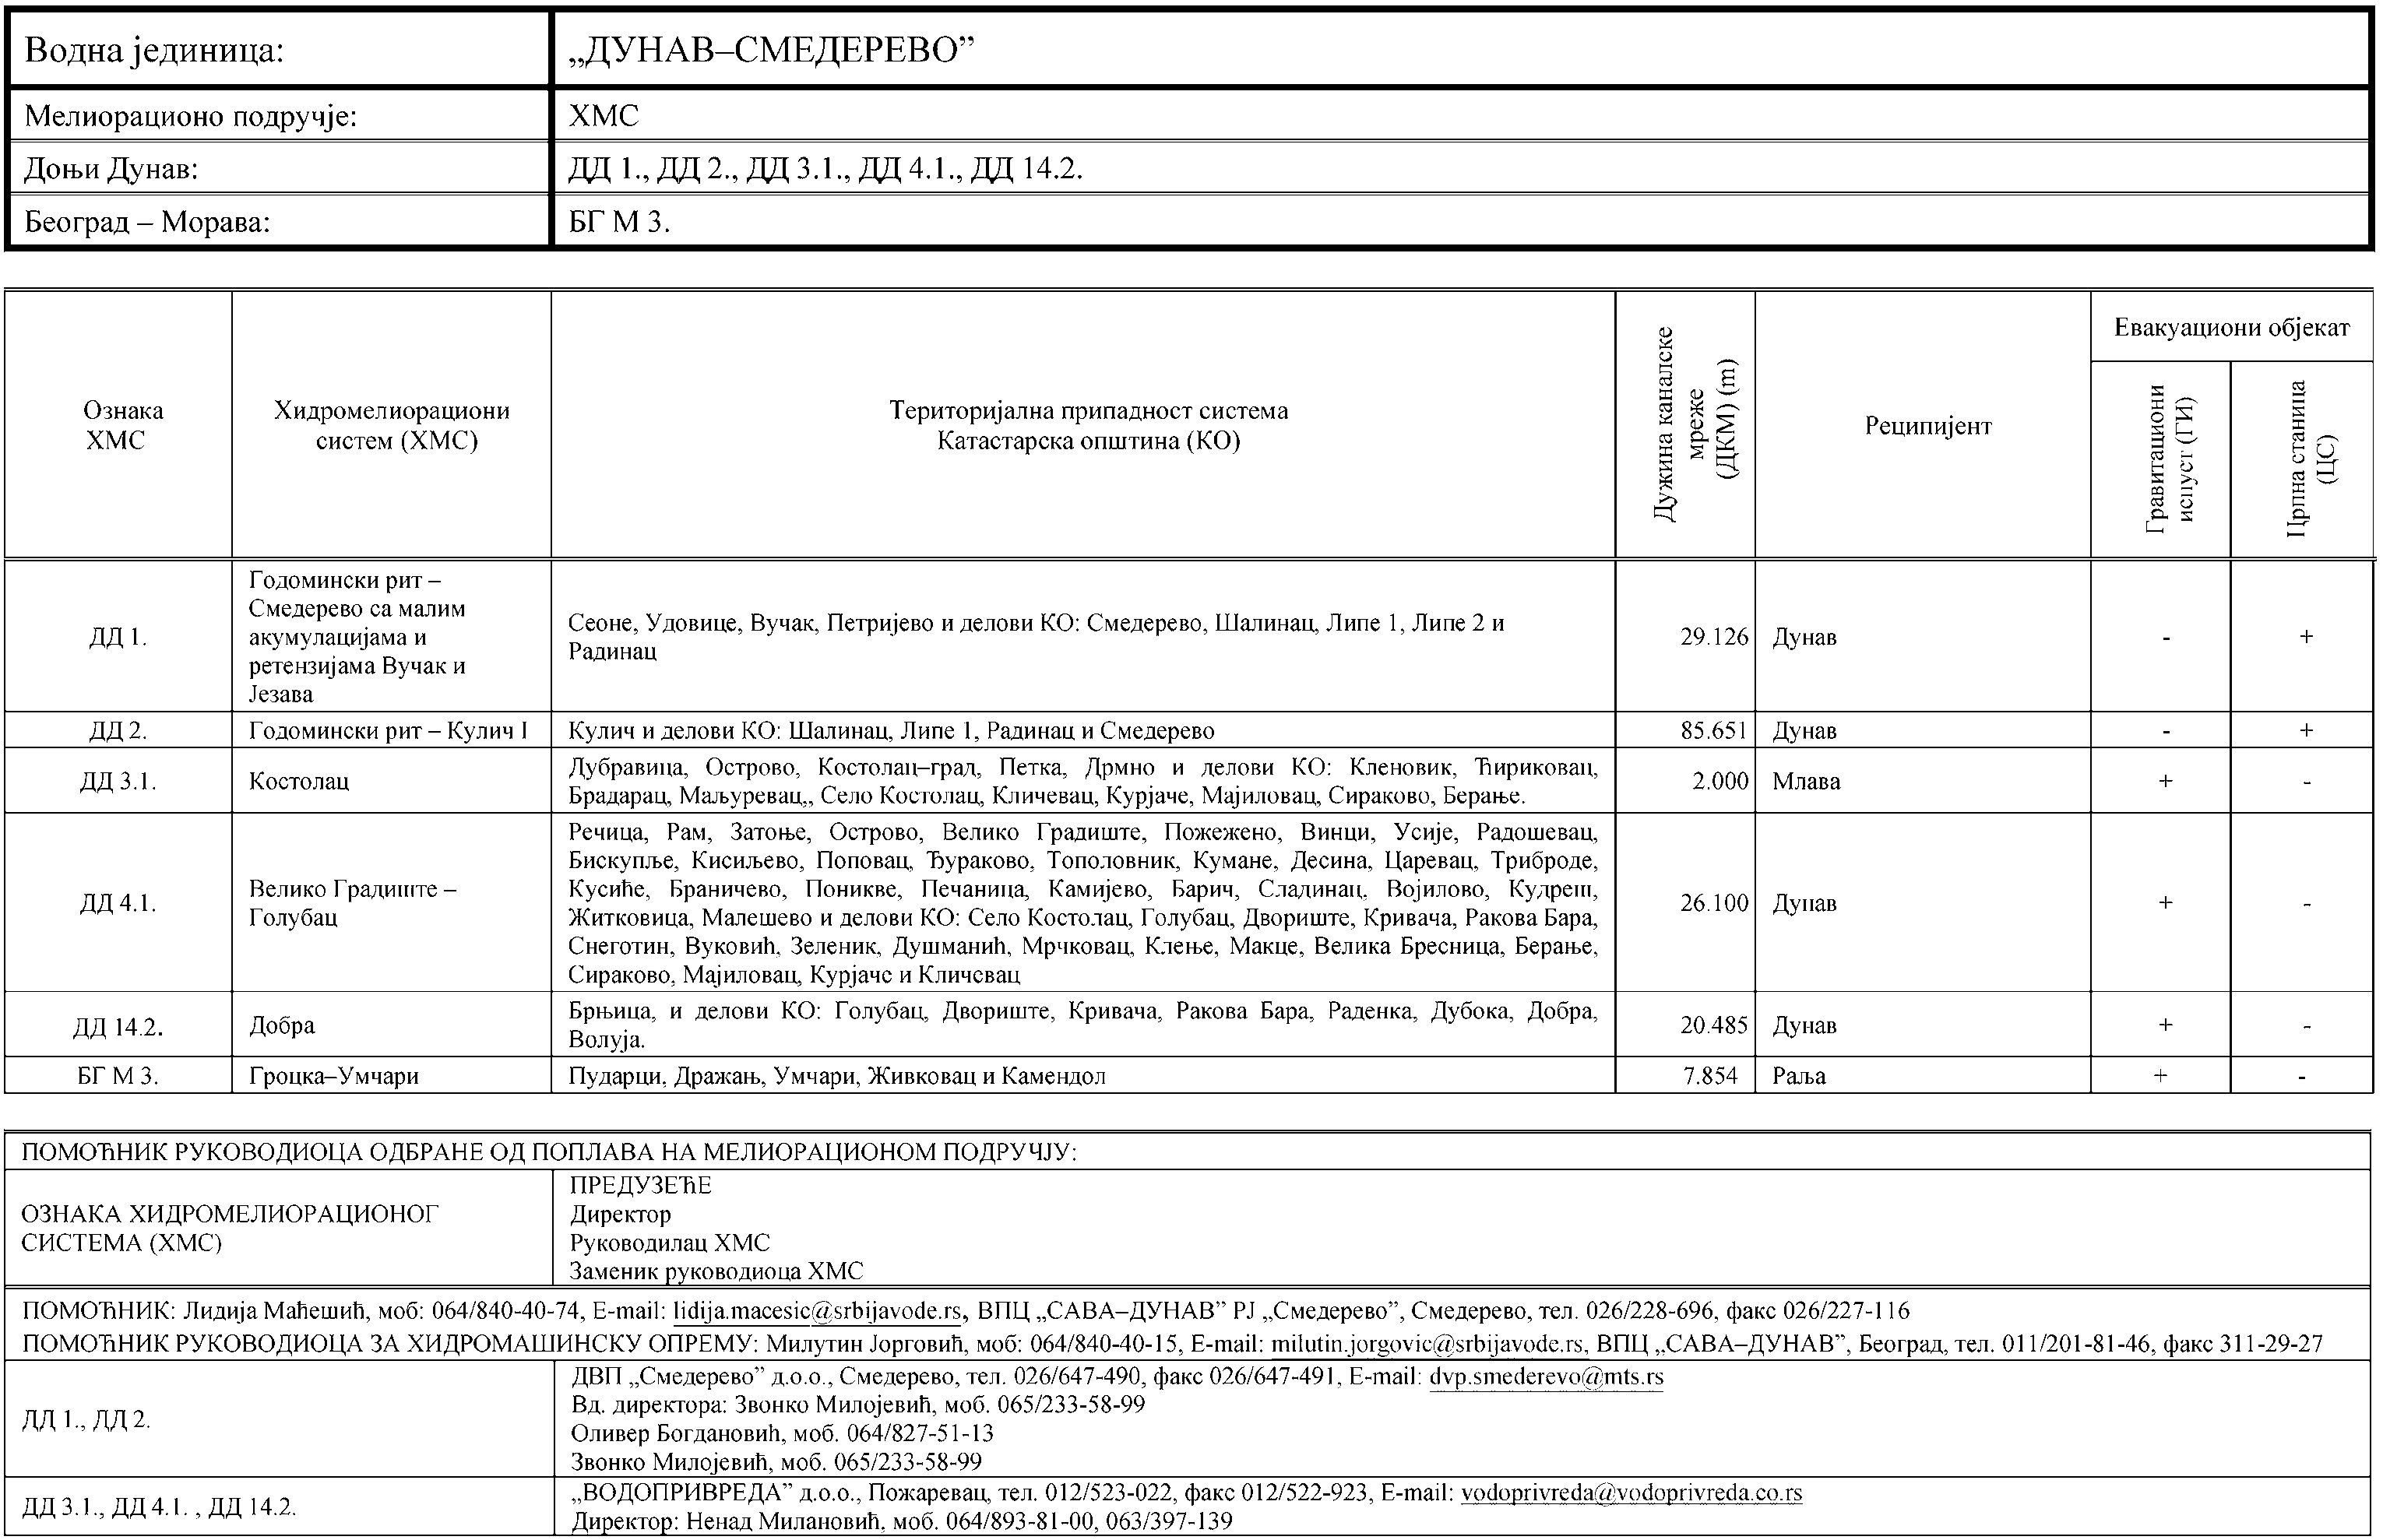 Водна јединица: „ДУНАВ–СМЕДЕРЕВО”
Мелиорационо подручје: ХМС
Доњи Дунав: ДД 1., ДД 2., ДД 3.1., ДД 4.1., ДД 14.2.
Београд – Морава: БГ М 3.
Ознака
ХМС
Хидромелиорациони
систем (ХМС)
Територијална припадност система
Катастарска општина (КО)
Дужина каналске
мреже
(ДКМ) (m)
Реципијент
Евакуациони објекат
Гравитациони
испуст (ГИ)
Црпна станица
(ЦС)
ДД 1.
Годомински рит –
Смедерево са малим
акумулацијама и
ретензијама Вучак и
Језава
Сеоне, Удовице, Вучак, Петријево и делови КО: Смедерево, Шалинац, Липе 1, Липе 2 и
Радинац
29.126 Дунав - +
ДД 2. Годомински рит – Кулич I Кулич и делови КО: Шалинац, Липе 1, Радинац и Смедерево 85.651 Дунав - +
ДД 3.1. Костолац
Дубравица, Острово, Костолац–град, Петка, Дрмно и делови КО: Кленовик, Ћириковац,
Брадарац, Маљуревац,, Село Костолац, Кличевац, Курјаче, Мајиловац, Сираково, Берање.
2.000 Млава + -
ДД 4.1.
Велико Градиште –
Голубац
Речица, Рам, Затоње, Острово, Велико Градиште, Пожежено, Винци, Усије, Радошевац,
Бискупље, Кисиљево, Поповац, Ђураково, Тополовник, Кумане, Десина, Царевац, Триброде,
Кусиће, Браничево, Поникве, Печаница, Камијево, Барич, Сладинац, Војилово, Кудреш,
Житковица, Малешево и делови КО: Село Костолац, Голубац, Двориште, Кривача, Ракова Бара,
Снеготин, Вуковић, Зеленик, Душманић, Мрчковац, Клење, Макце, Велика Бресница, Берање,
Сираково, Мајиловац, Курјаче и Кличевац
26.100 Дунав + -
ДД 14.2. Добра
Брњица, и делови КО: Голубац, Двориште, Кривача, Ракова Бара, Раденка, Дубока, Добра,
Волуја.
20.485 Дунав + -
БГ М 3. Гроцка–Умчари Пударци, Дражањ, Умчари, Живковац и Камендол 7.854 Раља + -
ПОМОЋНИК РУКОВОДИОЦА ОДБРАНЕ ОД ПОПЛАВА НА МЕЛИОРАЦИОНОМ ПОДРУЧЈУ:
ОЗНАКА ХИДРОМЕЛИОРАЦИОНОГ
СИСТЕМА (ХМС)
ПРЕДУЗЕЋЕ
Директор
Руководилац ХМС
Заменик руководиоца ХМС
ПОМОЋНИК: Лидија Маћешић, моб: 064/840-40-74, E-mail: lidija.macesic@srbijavode.rs, ВПЦ „САВА–ДУНАВ” РЈ „Смедерево”, Смедерево, тел. 026/228-696, факс 026/227-116
ПОМОЋНИК РУКОВОДИОЦА ЗА ХИДРОМАШИНСКУ ОПРЕМУ: Милутин Јорговић, моб: 064/840-40-15, E-mail: milutin.jorgovic@srbijavode.rs, ВПЦ „САВА–ДУНАВ”, Београд, тел. 011/201-81-46, факс 311-29-27
ДД 1., ДД 2.
ДВП „Смедерево” д.о.о., Смедерево, тел. 026/647-490, факс 026/647-491, E-mail: dvp.smederevo@mts.rs
Вд. директора: Звонко Милојевић, моб. 065/233-58-99
Оливер Богдановић, моб. 064/827-51-13
Звонко Милојевић, моб. 065/233-58-99
ДД 3.1., ДД 4.1. , ДД 14.2.
„ВОДОПРИВРЕДА” д.о.о., Пожаревац, тел. 012/523-022, факс 012/522-923, E-mail: vodoprivreda@vodoprivreda.co.rs
Директор: Ненад Милановић, моб. 064/893-81-00, 063/397-139